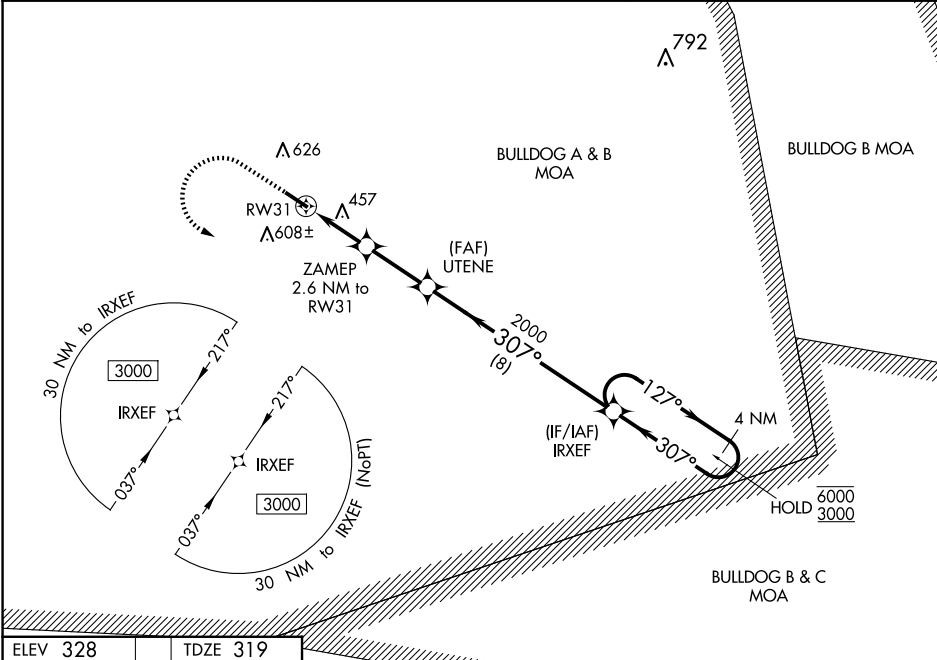 792
626
BULLDOG A & B
MOA
BULLDOG B MOA
RW31
457
608±
(FAF)
UTENE
ZAMEP
2.6 NM to
RW31
2000
307°
(8)
30 NM to IRXEF
217°
3000
IRXEF
037°
217°
IRXEF
3000
037°
30 NM to IRXEF (NoPT)
127°
4 NM
(IF/IAF)
IRXEF
307°
HOLD 6000
3000
BULLDOG B & C
MOA
ELEV 328 TDZE 319